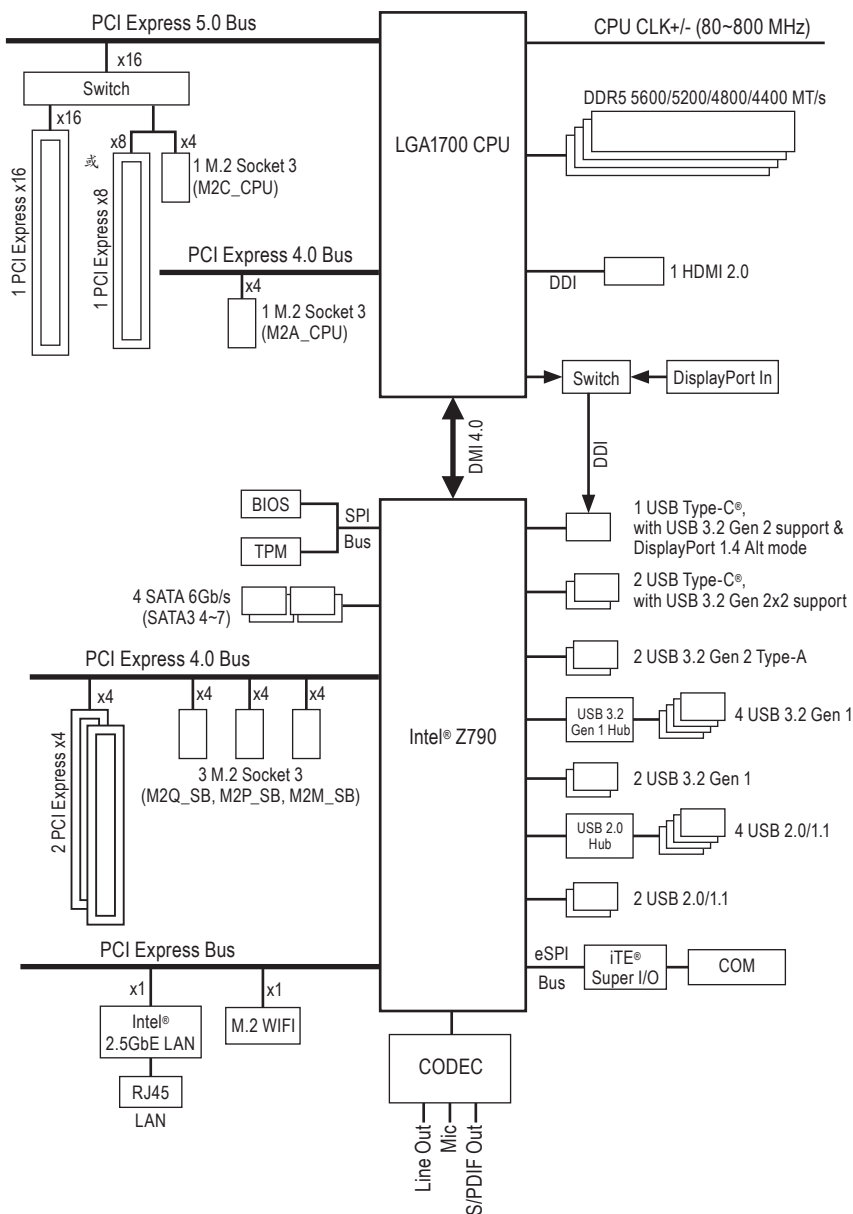 PCI Express 5.0 Bus
CPU CLK+/- (80~800 MHz)
x16
Switch
x16
x8
x4
或
1 M.2 Socket 3
(M2C_CPU)
1 PCI Express x16
1 PCI Express x8
LGA1700 CPU
DDR5 5600/5200/4800/4400 MT/s
PCI Express 4.0 Bus
x4
1 M.2 Socket 3
(M2A_CPU)
DDI
1 HDMI 2.0
Switch
DisplayPort In
DMI 4.0
DDI
BIOS
TPM
SPI
Bus
1 USB Type-C®,
with USB 3.2 Gen 2 support &
DisplayPort 1.4 Alt mode
4 SATA 6Gb/s
(SATA3 4~7)
2 USB Type-C®,
with USB 3.2 Gen 2x2 support
PCI Express 4.0 Bus
2 USB 3.2 Gen 2 Type-A
x4
x4
x4
x4
Intel® Z790
USB 3.2
Gen 1 Hub
4 USB 3.2 Gen 1
2 PCI Express x4
3 M.2 Socket 3
(M2Q_SB, M2P_SB, M2M_SB)
2 USB 3.2 Gen 1
USB 2.0
Hub
4 USB 2.0/1.1
2 USB 2.0/1.1
PCI Express Bus
eSPI
Bus
iTE®
Super I/O
COM
x1
x1
Intel®
2.5GbE LAN
M.2 WIFI
RJ45
LAN
CODEC
Line Out
Mic
S/PDIF Out